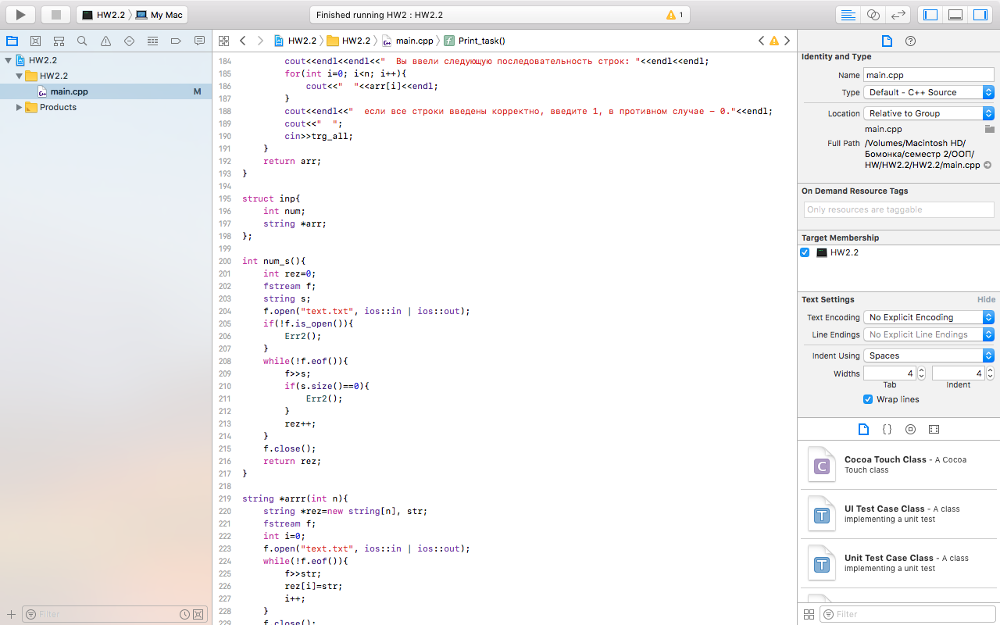 HW2.2 My Mac
Finished running HW2 : HW2.2
1
HW2.2
HW2.2
main.cpp M
Products
Filter
HW2.2 HW2.2 main.cpp Print_task()
184 cout<<endl<<endl<<"  Вы ввели следующую последовательность строк: "<<endl<<endl;
185 for(int i=0; i<n; i++){
186 cout<<"  "<<arr[i]<<endl;
187 }
188 cout<<endl<<"  если все строки введены корректно, введите 1, в противном случае – 0."<<endl;
189 cout<<"  ";
190 cin>>trg_all;
191 }
192 return arr;
193 }
194
195 struct inp{
196 int num;
197 string *arr;
198 };
199
200 int num_s(){
201 int rez=0;
202 fstream f;
203 string s;
204 f.open("text.txt", ios::in | ios::out);
205 if(!f.is_open()){
206 Err2();
207 }
208 while(!f.eof()){
209 f>>s;
210 if(s.size()==0){
211 Err2();
212 }
213 rez++;
214 }
215 f.close();
216 return rez;
217 }
218
219 string *arrr(int n){
220 string *rez=new string[n], str;
221 fstream f;
222 int i=0;
223 f.open("text.txt", ios::in | ios::out);
224 while(!f.eof()){
225 f>>str;
226 rez[i]=str;
227 i++;
228 }
229 f.close();
Identity and Type
Name main.cpp
Type Default - C++ Source
Location Relative to Group
main.cpp
Full Path /Volumes/Macintosh HD/
Бомонка/семестр 2/ООП/
HW/HW2.2/HW2.2/main.cpp
On Demand Resource Tags
Only resources are taggable
Target Membership
HW2.2
Text Settings Hide
Text Encoding No Explicit Encoding
Line Endings No Explicit Line Endings
Indent Using Spaces
Widths 4 4
Tab Indent
Wrap lines
C
Cocoa Touch Class - A Cocoa
Touch class
T
UI Test Case Class - A class
implementing a unit test
T
Unit Test Case Class - A class
implementing a unit test
Filter